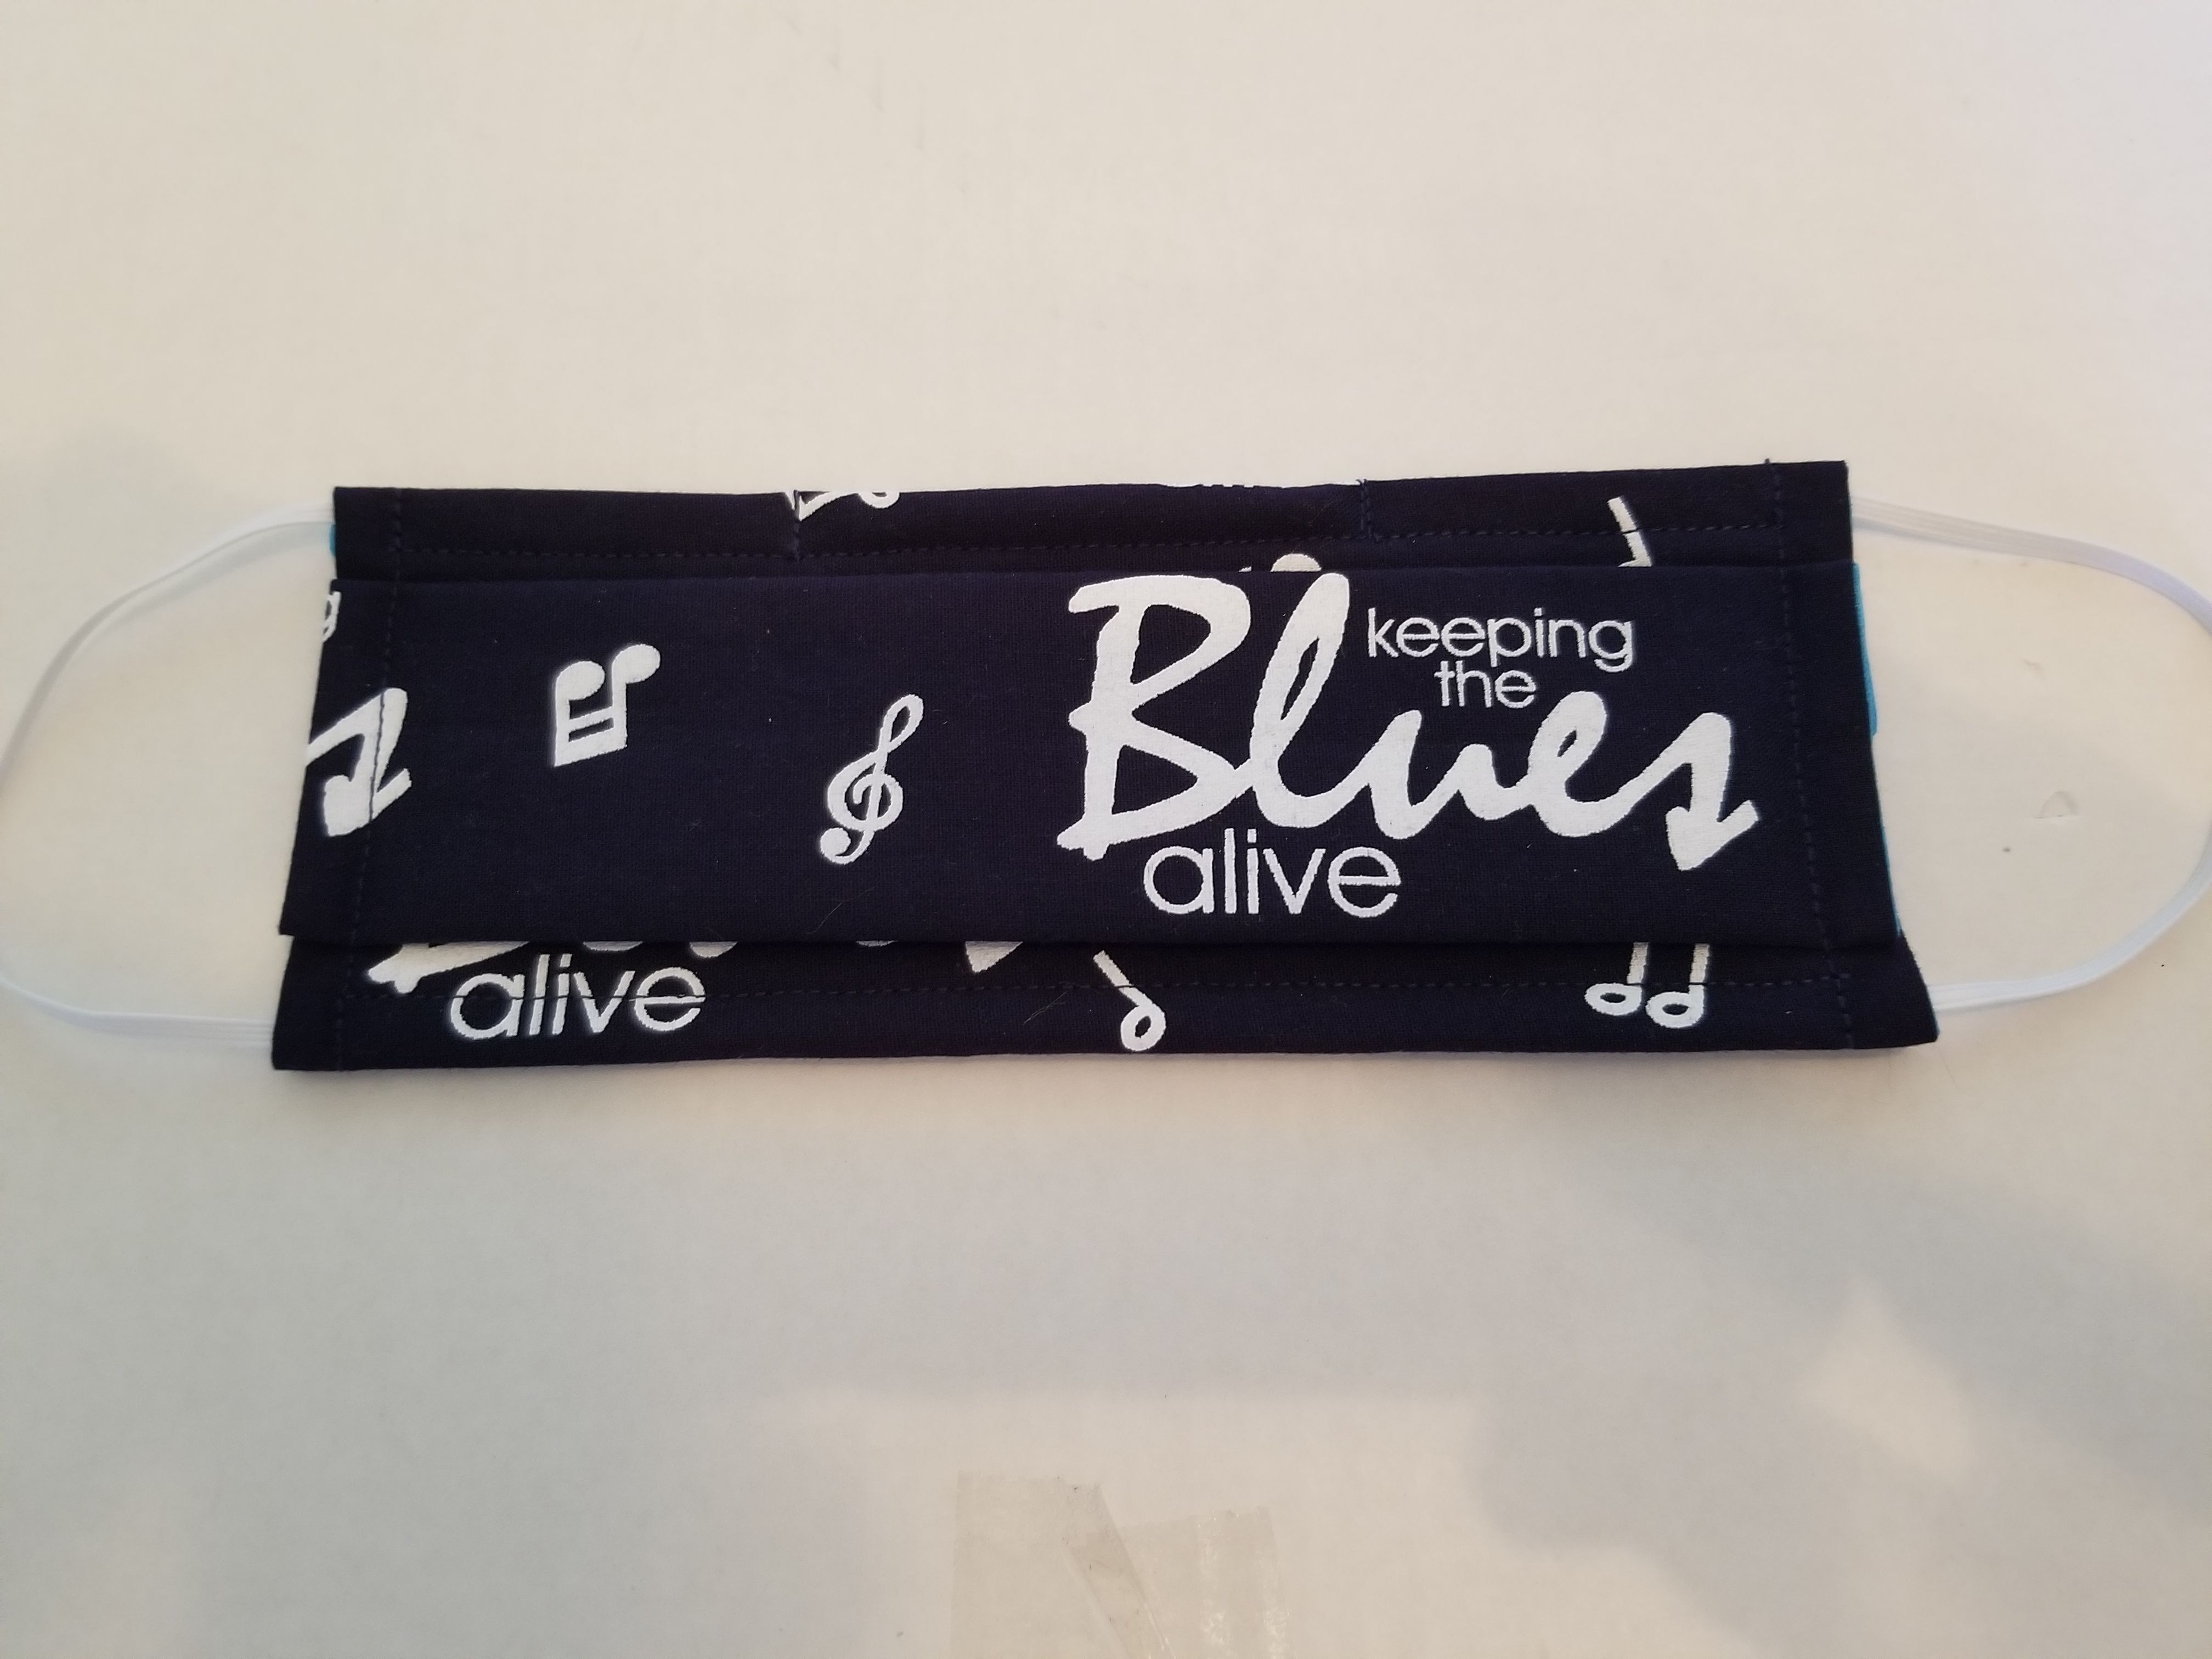 keeping
the
Blues
alive
alive